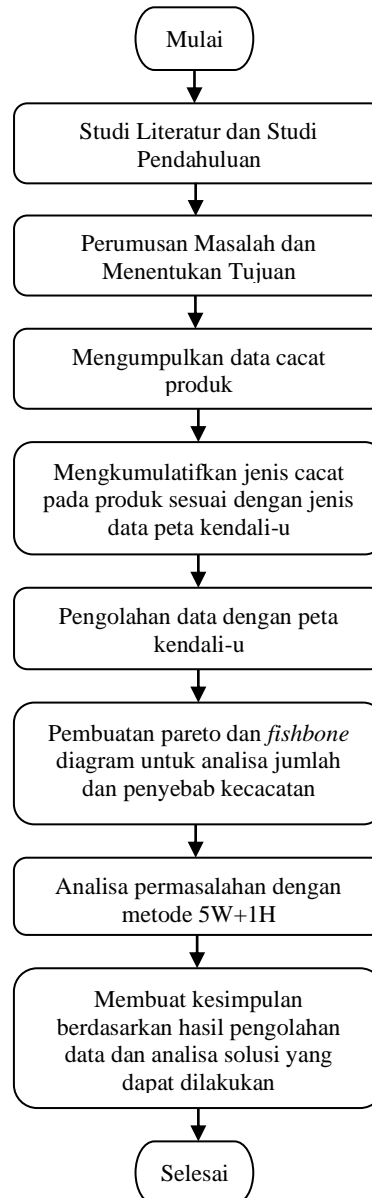 Mulai
Studi Literatur dan Studi
Pendahuluan
Perumusan Masalah dan
Menentukan Tujuan
Mengumpulkan data cacat
produk
Mengkumulatifkan jenis cacat
pada produk sesuai dengan jenis
data peta kendali-u
Pengolahan data dengan peta
kendali-u
Pembuatan pareto dan fishbone
diagram untuk analisa jumlah
dan penyebab kecacatan
Analisa permasalahan dengan
metode 5W+1H
Membuat kesimpulan
berdasarkan hasil pengolahan
data dan analisa solusi yang
dapat dilakukan
Selesai